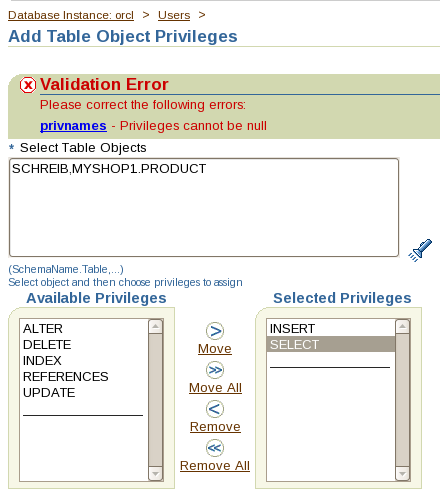 Database Instance: orcl > Users >
Add Table Object Privileges
Validation Error
Please correct the following errors:
privnames - Privileges cannot be null
* Select Table Objects
SCHREIB,MYSHOP1.PRODUCT
(SchemaName.Table,...)
Select object and then choose privileges to assign
Available Privileges
ALTER
DELETE
INDEX
REFERENCES
UPDATE
> Move
>> Move All
< Remove
<< Remove All
Selected Privileges
INSERT
SELECT